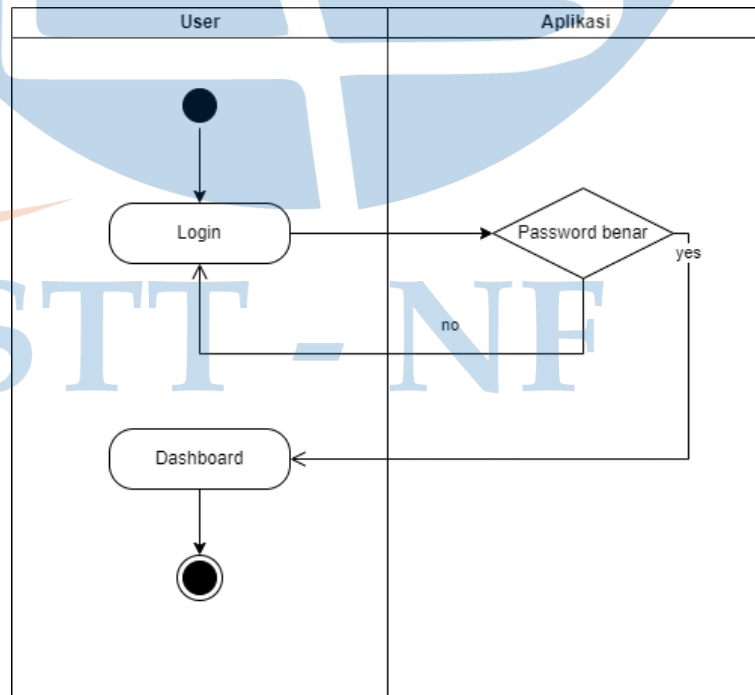 User
Aplikasi
Login
Password benar
yes
no
STT - NF
Dashboard